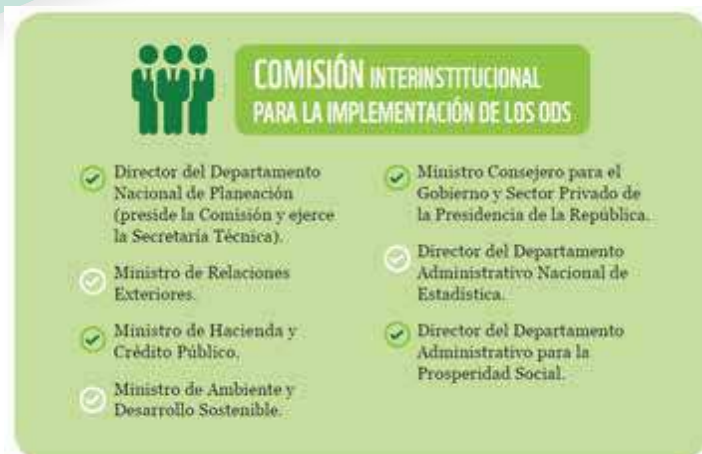 COMISIÓN INTERINSTITUCIONAL
PARA LA IMPLEMENTACIÓN DE LOS ODS
Director del Departamento
Nacional de Planeación
(preside la Comisión y ejerce
la Secretaría Técnica).
Ministro de Relaciones
Exteriores.
Ministro de Hacienda y
Crédito Público.
Ministro de Ambiente y
Desarrollo Sostenible.
Ministro Consejero para el
Gobierno y Sector Privado de
la Presidencia de la República.
Director del Departamento
Administrativo Nacional de
Estadística.
Director del Departamento
Administrativo para la
Prosperidad Social.